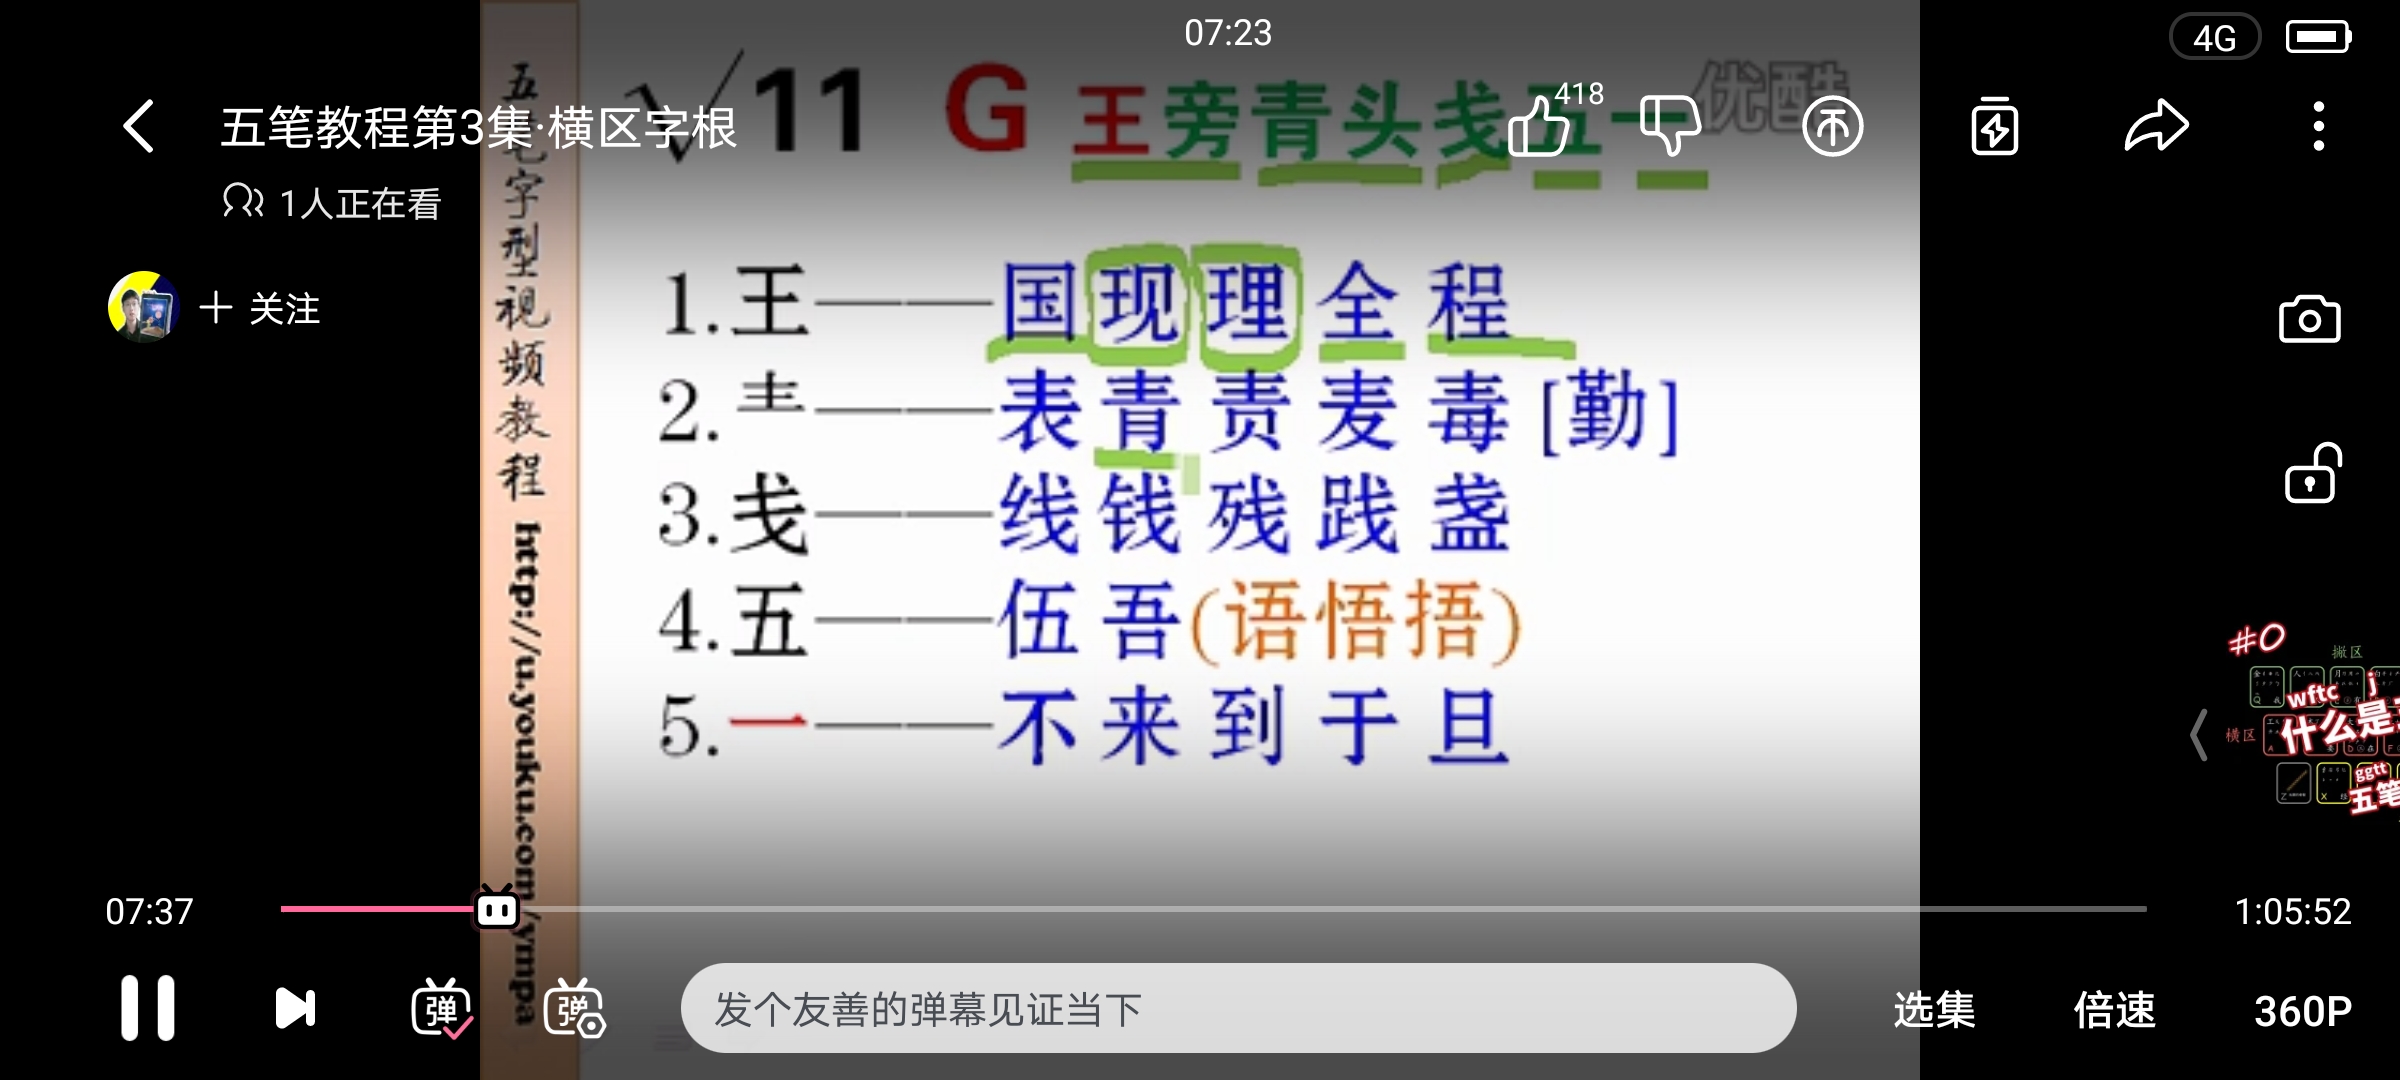 07:23
4G
五笔教程第3集·横区字根
1人正在看
关注
418
优酷
√11 G 王旁青头戋五一
1.王——国现理全程
2.龶——表青责麦毒[勤]
3.戋——线钱残践盏
4.五——伍吾(语悟捂)
5.一——不来到于旦
五笔字型视频教程 http://u.youku.com/ympa
#0
撇区
横区
wftc j
什么是
ggtt
五笔
07:37
1:05:52
弹
弹
发个友善的弹幕见证当下
选集
倍速
360P